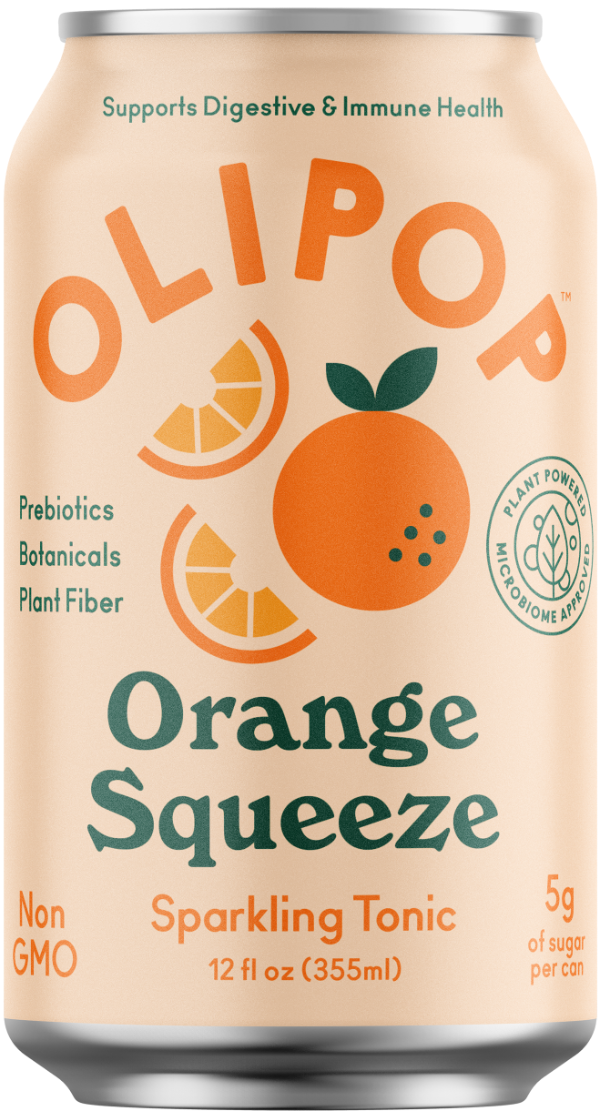 Supports Digestive & Immune Health
OLIPOP™
PLANT POWERED
MICROBIOME APPROVED
Prebiotics
Botanicals
Plant Fiber
Orange
Squeeze
Sparkling Tonic
12 fl oz (355ml)
Non
GMO
5g
of sugar
per can